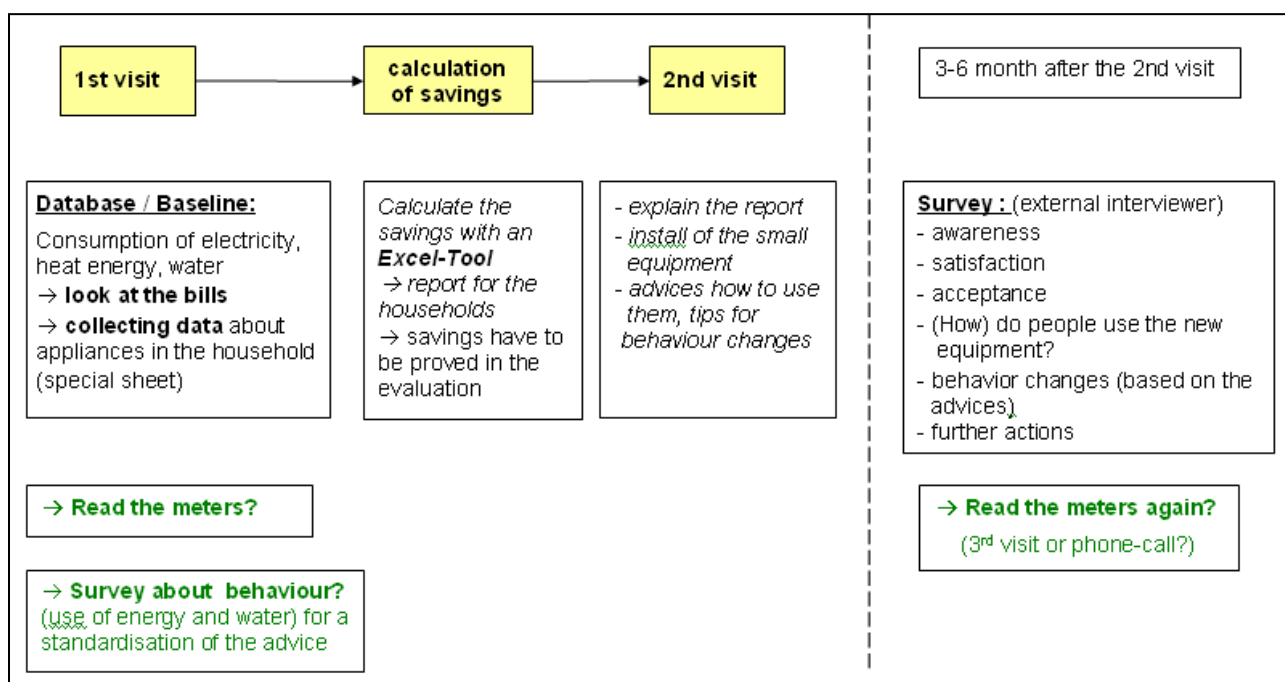 1st visit
calculation
of savings
2nd visit
3-6 month after the 2nd visit
Database / Baseline:
Consumption of electricity,
heat energy, water
→ look at the bills
→ collecting data about
appliances in the household
(special sheet)
Calculate the
savings with an
Excel-Tool
→ report for the
households
→ savings have to
be proved in the
evaluation
- explain the report
- install of the small
equipment
- advices how to use
them, tips for
behaviour changes
Survey : (external interviewer)
- awareness
- satisfaction
- acceptance
- (How) do people use the new
equipment?
- behavior changes (based on the
advices)
- further actions
→ Read the meters?
→ Read the meters again?
(3rd visit or phone-call?)
→ Survey about behaviour?
(use of energy and water) for a
standardisation of the advice